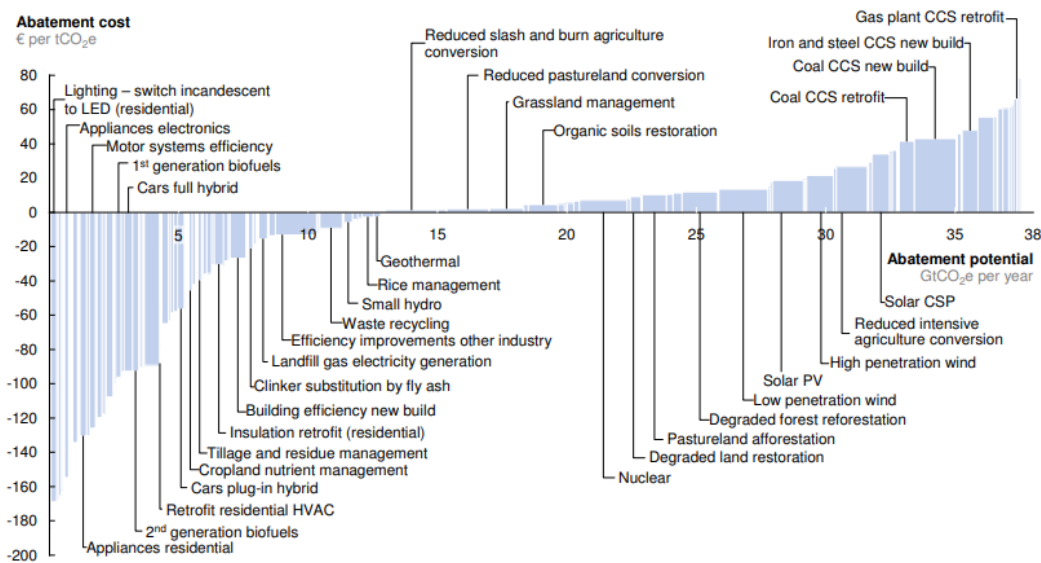 Abatement cost
€ per tCO2e
80
60
40
20
0
-20
-40
-60
-80
-100
-120
-140
-160
-180
-200
Lighting – switch incandescent
to LED (residential)
Appliances electronics
Motor systems efficiency
1st generation biofuels
Cars full hybrid
Reduced slash and burn agriculture
conversion
Reduced pastureland conversion
Grassland management
Organic soils restoration
Gas plant CCS retrofit
Iron and steel CCS new build
Coal CCS new build
Coal CCS retrofit
5
10
15
20
25
30
35
38
Abatement potential
GtCO2e per year
Geothermal
Rice management
Small hydro
Waste recycling
Efficiency improvements other industry
Landfill gas electricity generation
Clinker substitution by fly ash
Building efficiency new build
Insulation retrofit (residential)
Tillage and residue management
Cropland nutrient management
Cars plug-in hybrid
Retrofit residential HVAC
2nd generation biofuels
Appliances residential
Solar CSP
Reduced intensive
agriculture conversion
High penetration wind
Solar PV
Low penetration wind
Degraded forest reforestation
Pastureland afforestation
Degraded land restoration
Nuclear